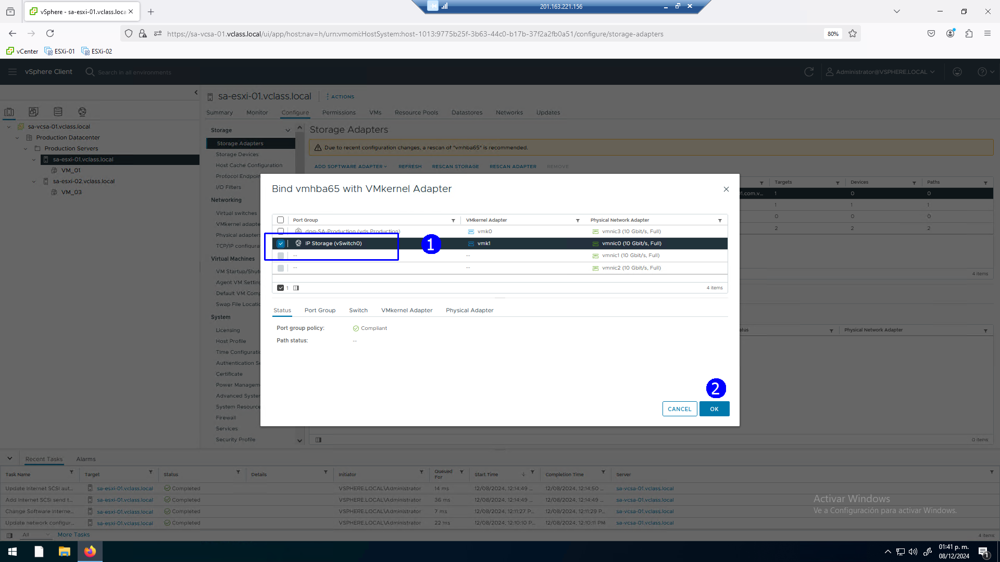 vSphere - sa-esxi-01.vclass.loca
201.163.221.156
https://sa-vcsa-01.vclass.local/ui/app/host;nav=h/urn:vmomi:HostSystem:host-1013:9775b25f-3b63-44c0-b17b-37f2a2fb0a51/configure/storage-adapters
80%
vCenter ESXi-01 ESXi-02
vSphere Client
Search in all environments
Administrator@VSPHERE.LOCAL
sa-esxi-01.vclass.local
ACTIONS
Summary Monitor Configure Permissions VMs Resource Pools Datastores Networks Updates
sa-vcsa-01.vclass.local
Production Datacenter
Production Servers
sa-esxi-01.vclass.local
VM_01
sa-esxi-02.vclass.local
VM_03
Storage
Storage Adapters
Storage Devices
Host Cache Configuration
Protocol Endpoin
I/O Filters
Networking
Virtual switches
VMkernel adapte
Physical adapters
TCP/IP configura
Virtual Machines
VM Startup/Shut
Agent VM Setting
Default VM Comp
Swap File Locatio
System
Licensing
Host Profile
Time Configuratio
Authentication Se
Certificate
Power Managem
Advanced System
System Resource
Firewall
Services
Security Profile
Storage Adapters
Due to recent configuration changes, a rescan of "vmhba65" is recommended.
ADD SOFTWARE ADAPTER REFRESH RESCAN STORAGE RESCAN ADAPTER REMOVE
Targets Devices Paths
01.com.v... 1 0 0
1 1 1
0 0 0
2 2 2
4 items
atus Physical Network Adapter
0 items
Bind vmhba65 with VMkernel Adapter
Port Group VMkernel Adapter Physical Network Adapter
dpg-SA-Production (vds Production) vmk0 vmnic3 (10 Gbit/s, Full)
IP Storage (vSwitch0) vmk1 vmnic0 (10 Gbit/s, Full)
1
-- -- vmnic1 (10 Gbit/s, Full)
-- -- vmnic2 (10 Gbit/s, Full)
1 4 items
Status Port Group Switch VMkernel Adapter Physical Adapter
Port group policy: Compliant
Path status: --
2
CANCEL OK
Recent Tasks Alarms
Task Name Target Status Details Initiator Queued For Start Time Completion Time Server
Update Internet SCSI aut... sa-esxi-01.vclass.local Completed VSPHERE.LOCAL\Administrator 14 ms 12/08/2024, 12:14:49 ... 12/08/2024, 12:14:50 ... sa-vcsa-01.vclass.local
Add Internet SCSI send t... sa-esxi-01.vclass.local Completed VSPHERE.LOCAL\Administrator 36 ms 12/08/2024, 12:14:49 ... 12/08/2024, 12:14:49 ... sa-vcsa-01.vclass.local
Change Software Interne... sa-esxi-01.vclass.local Completed VSPHERE.LOCAL\Administrator 7 ms 12/08/2024, 12:11:27 P... 12/08/2024, 12:11:29 P... sa-vcsa-01.vclass.local
Update network configur... sa-esxi-01.vclass.local Completed VSPHERE.LOCAL\Administrator 22 ms 12/08/2024, 12:10:10 P... 12/08/2024, 12:10:11 PM sa-vcsa-01.vclass.local
All More Tasks
4 items
Activar Windows
Ve a Configuración para activar Windows.
01:41 p. m.
08/12/2024
1